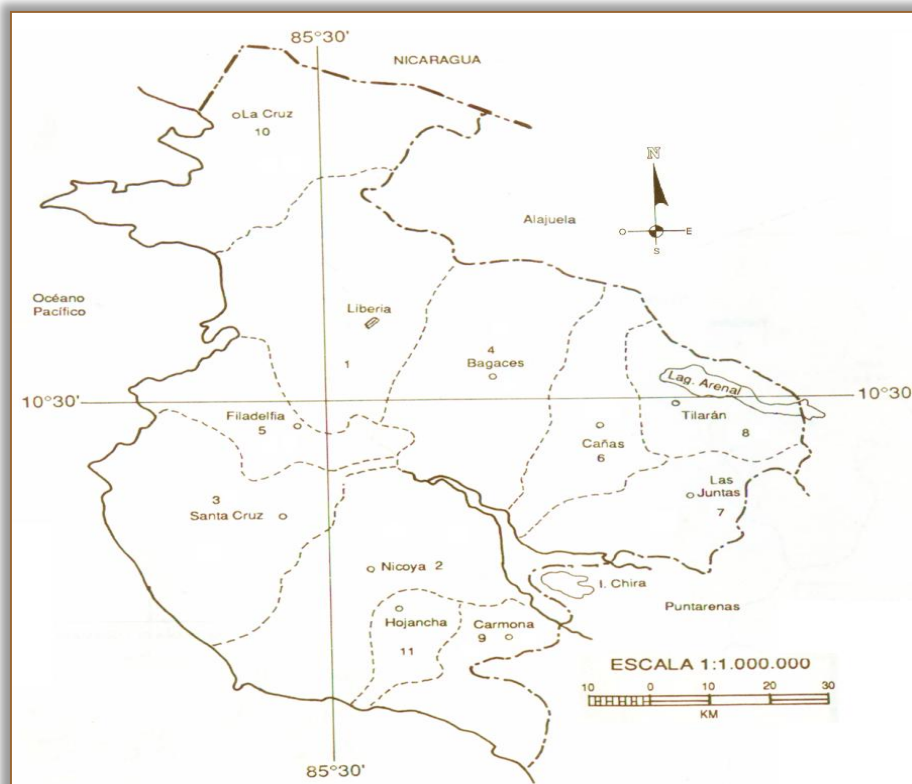 85°30'
NICARAGUA
La Cruz
10
N
O E
S
Alajuela
Océano
Pacífico
Liberia
1
4
Bagaces
Lag. Arenal
10°30'
10°30'
Filadelfia
5
Tilarán
8
Cañas
6
3
Santa Cruz
Las
Juntas
7
Nicoya 2
I. Chira
Puntarenas
Hojancha
11
Carmona
9
ESCALA 1:1.000.000
10 0 10 20 30
KM
85°30'